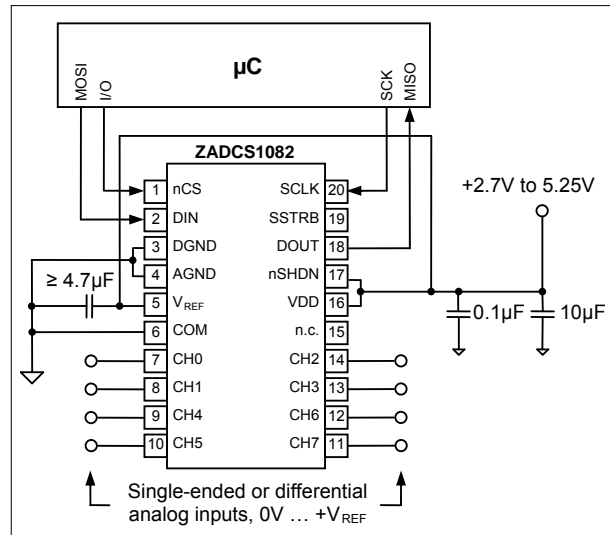 µC
MOSI
I/O
SCK
MISO
ZADCS1082
1 nCS
SCLK 20
2 DIN
SSTRB 19
3 DGND
DOUT 18
4 AGND
nSHDN 17
5 VREF
VDD 16
6 COM
n.c. 15
7 CH0
CH2 14
8 CH1
CH3 13
9 CH4
CH6 12
10 CH5
CH7 11
+2.7V to 5.25V
≥ 4.7µF
0.1µF
10µF
Single-ended or differential
analog inputs, 0V … +VREF